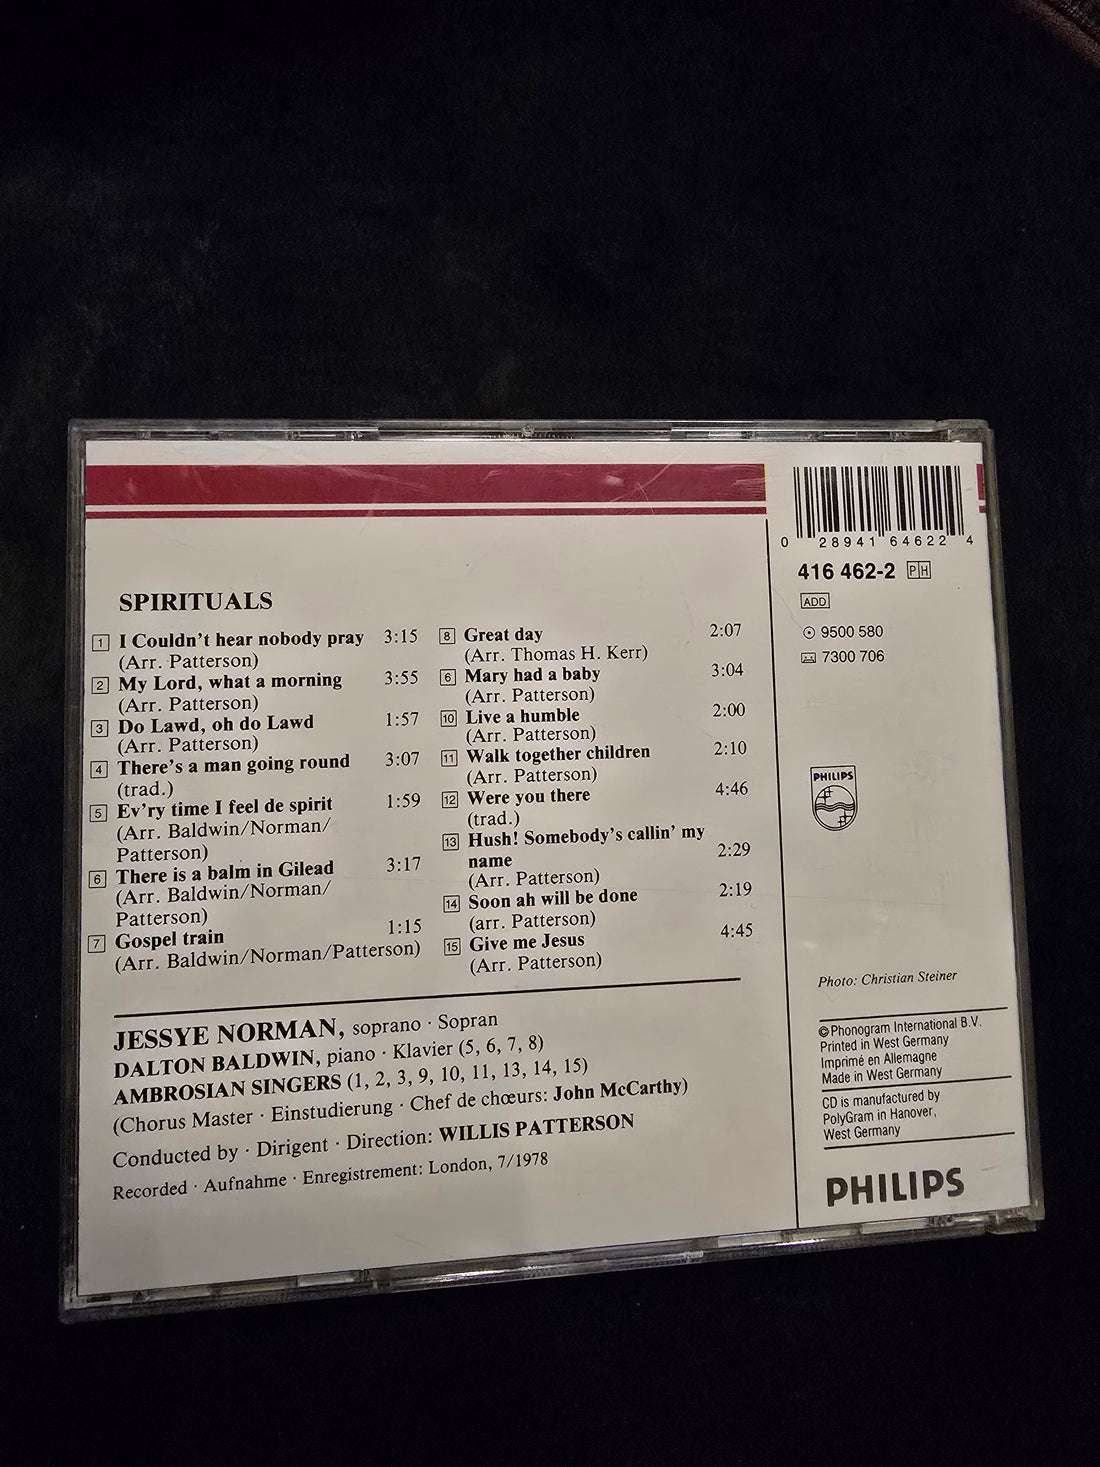 0 28941 64622 4
416 462-2 PH
ADD
9500 580
7300 706
SPIRITUALS
1 I Couldn't hear nobody pray 3:15
(Arr. Patterson)
2 My Lord, what a morning 3:55
(Arr. Patterson)
3 Do Lawd, oh do Lawd 1:57
(Arr. Patterson)
4 There's a man going round 3:07
(trad.)
5 Ev'ry time I feel de spirit 1:59
(Arr. Baldwin/Norman/
Patterson)
6 There is a balm in Gilead 3:17
(Arr. Baldwin/Norman/
Patterson)
7 Gospel train 1:15
(Arr. Baldwin/Norman/Patterson)
8 Great day 2:07
(Arr. Thomas H. Kerr)
6 Mary had a baby 3:04
(Arr. Patterson)
10 Live a humble 2:00
(Arr. Patterson)
11 Walk together children 2:10
(Arr. Patterson)
12 Were you there 4:46
(trad.)
13 Hush! Somebody's callin' my
name 2:29
(Arr. Patterson)
14 Soon ah will be done 2:19
(arr. Patterson)
15 Give me Jesus 4:45
(Arr. Patterson)
JESSYE NORMAN, soprano · Sopran
DALTON BALDWIN, piano · Klavier (5, 6, 7, 8)
AMBROSIAN SINGERS (1, 2, 3, 9, 10, 11, 13, 14, 15)
(Chorus Master · Einstudierung · Chef de chœurs: John McCarthy)
Conducted by · Dirigent · Direction: WILLIS PATTERSON
Recorded · Aufnahme · Enregistrement: London, 7/1978
PHILIPS
Photo: Christian Steiner
©Phonogram International B.V.
Printed in West Germany
Imprimé en Allemagne
Made in West Germany
CD is manufactured by
PolyGram in Hanover,
West Germany
PHILIPS